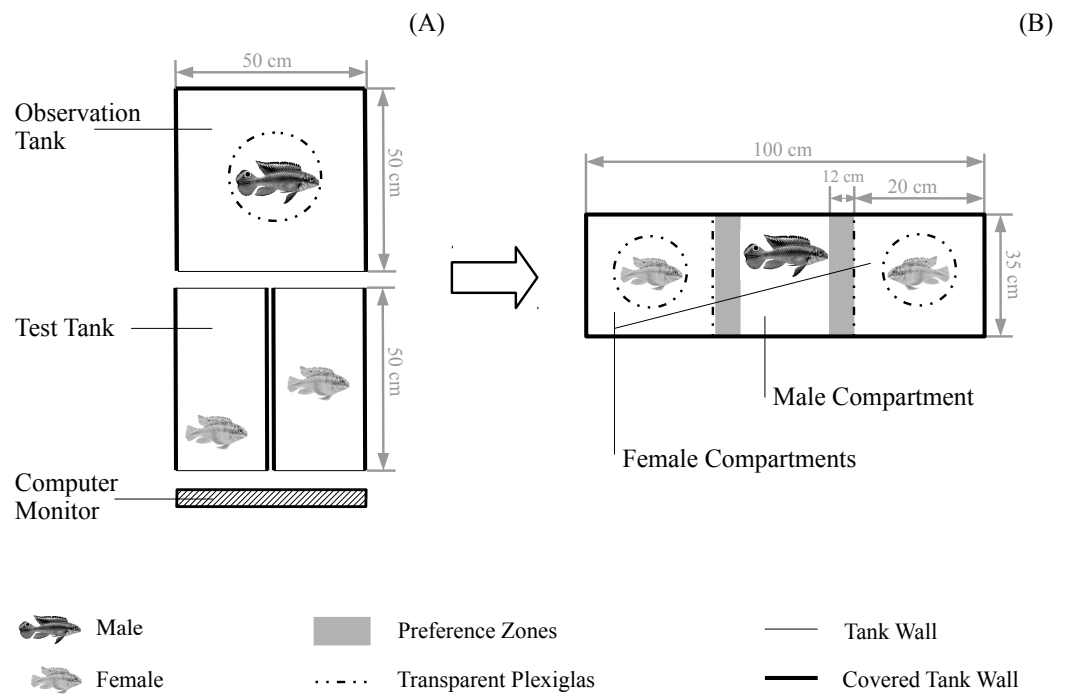 (A)
(B)
50 cm
Observation
Tank
50 cm
100 cm
12 cm
20 cm
35 cm
Test Tank
50 cm
Male Compartment
Female Compartments
Computer
Monitor
Male
Preference Zones
Tank Wall
Female
Transparent Plexiglas
Covered Tank Wall